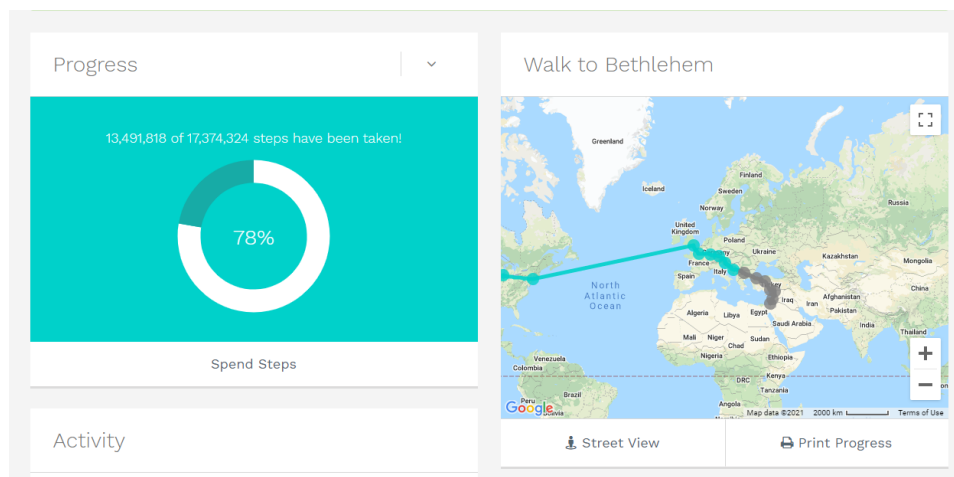 Progress
13,491,818 of 17,374,324 steps have been taken!
78%
Spend Steps
Activity
Walk to Bethlehem
Greenland
Iceland
Finland
Sweden
Norway
Russia
United
Kingdom
Poland
Ukraine
Kazakhstan
Mongolia
France
Spain
Italy
North
Atlantic
Ocean
Iraq
Iran
Afghanistan
Pakistan
China
Algeria
Libya
Egypt
Saudi Arabia
India
Thailand
Mali
Niger
Chad
Sudan
Nigeria
Ethiopia
Venezuela
Colombia
DRC
Kenya
Tanzania
Brazil
Peru
Bolivia
Angola
Google
Map data ©2021
2000 km
Terms of Use
Street View
Print Progress